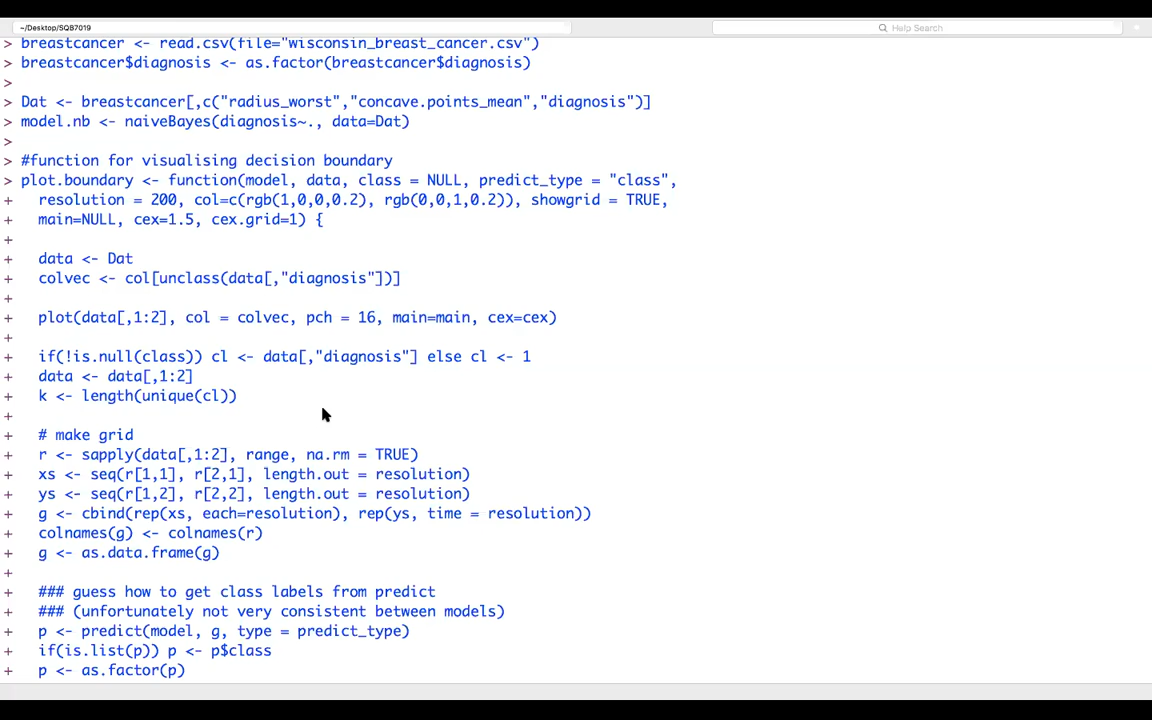 ~/Desktop/SQB7019
Help Search
> breastcancer <- read.csv(file="wisconsin_breast_cancer.csv")
> breastcancer$diagnosis <- as.factor(breastcancer$diagnosis)
>
> Dat <- breastcancer[,c("radius_worst","concave.points_mean","diagnosis")]
> model.nb <- naiveBayes(diagnosis~., data=Dat)
>
> #function for visualising decision boundary
> plot.boundary <- function(model, data, class = NULL, predict_type = "class",
+   resolution = 200, col=c(rgb(1,0,0,0.2), rgb(0,0,1,0.2)), showgrid = TRUE,
+   main=NULL, cex=1.5, cex.grid=1) {
+
+   data <- Dat
+   colvec <- col[unclass(data[,"diagnosis"])]
+
+   plot(data[,1:2], col = colvec, pch = 16, main=main, cex=cex)
+
+   if(!is.null(class)) cl <- data[,"diagnosis"] else cl <- 1
+   data <- data[,1:2]
+   k <- length(unique(cl))
+
+   # make grid
+   r <- sapply(data[,1:2], range, na.rm = TRUE)
+   xs <- seq(r[1,1], r[2,1], length.out = resolution)
+   ys <- seq(r[1,2], r[2,2], length.out = resolution)
+   g <- cbind(rep(xs, each=resolution), rep(ys, time = resolution))
+   colnames(g) <- colnames(r)
+   g <- as.data.frame(g)
+
+   ### guess how to get class labels from predict
+   ### (unfortunately not very consistent between models)
+   p <- predict(model, g, type = predict_type)
+   if(is.list(p)) p <- p$class
+   p <- as.factor(p)